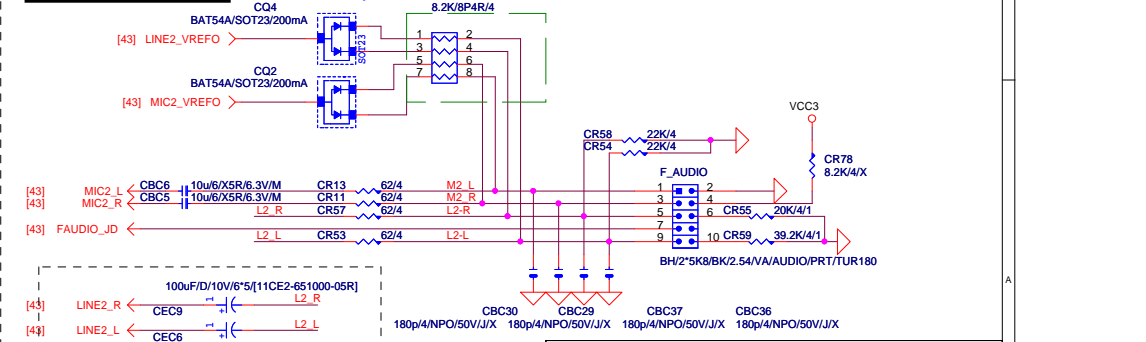 CQ4
BAT54A/SOT23/200mA
8.2K/8P4R/4
[43] LINE2_VREFO
SOT23
1 2
3 4
5 6
7 8
CQ2
BAT54A/SOT23/200mA
[43] MIC2_VREFO
VCC3
CR58 22K/4
CR54 22K/4
CR78
8.2K/4/X
F_AUDIO
[43] MIC2_L CBC6 10u/6/X5R/6.3V/M CR13 62/4 M2_L 1 2
[43] MIC2_R CBC5 10u/6/X5R/6.3V/M CR11 62/4 M2_R 3 4
L2_R CR57 62/4 L2-R 5 6 CR55 20K/4/1
[43] FAUDIO_JD 7
L2_L CR53 62/4 L2-L 9 10 CR59 39.2K/4/1
BH/2*5K8/BK/2.54/VA/AUDIO/PRT/TUR180
A
100uF/D/10V/6*5/[11CE2-651000-05R]
[43] LINE2_R 1 + L2_R
CEC9
CBC30 CBC29 CBC37 CBC36
180p/4/NPO/50V/J/X 180p/4/NPO/50V/J/X 180p/4/NPO/50V/J/X 180p/4/NPO/50V/J/X
[43] LINE2_L 1 + L2_L
CEC6